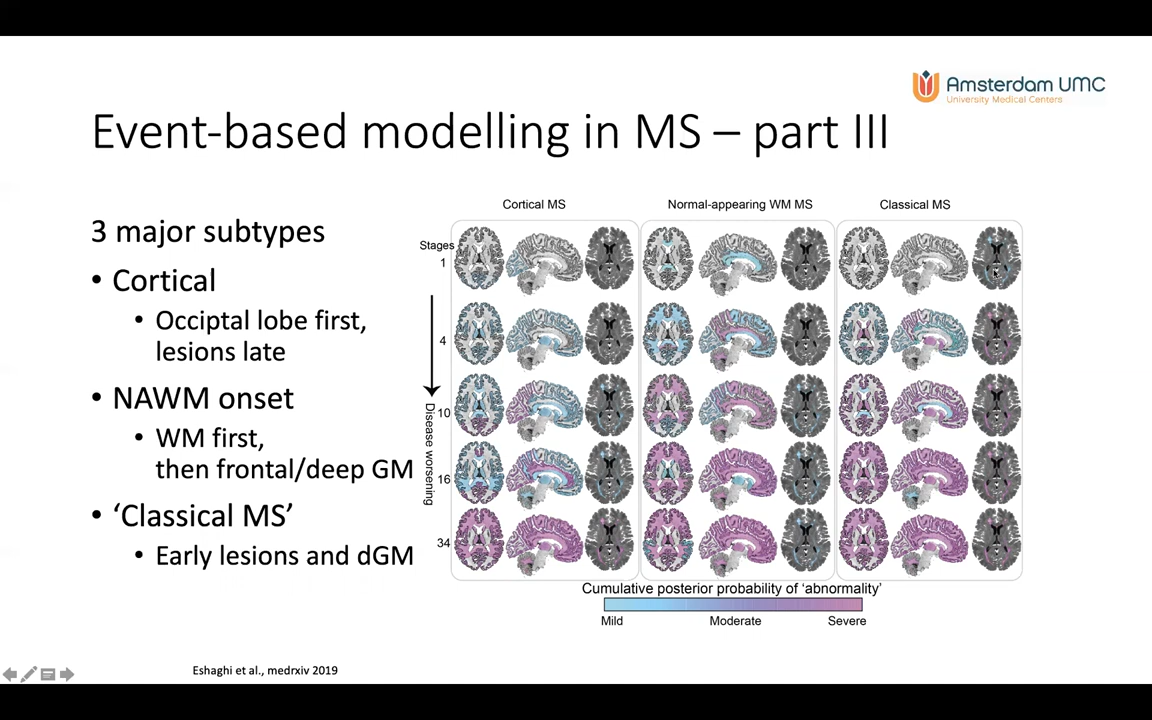 Amsterdam UMC
University Medical Centers
Event-based modelling in MS – part III
3 major subtypes
• Cortical
• Occiptal lobe first,
lesions late
• NAWM onset
• WM first,
then frontal/deep GM
• ‘Classical MS’
• Early lesions and dGM
Cortical MS
Normal-appearing WM MS
Classical MS
Stages
1
4
10
16
34
Disease worsening
Cumulative posterior probability of ‘abnormality’
Mild
Moderate
Severe
Eshaghi et al., medrxiv 2019